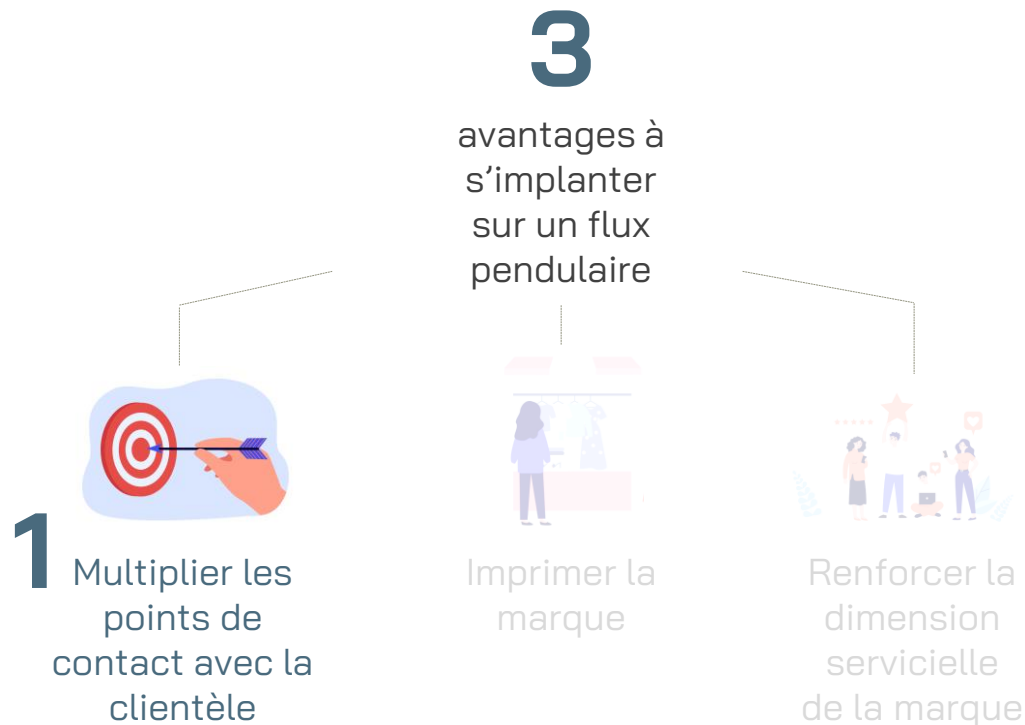 3
avantages à
s’implanter
sur un flux
pendulaire
1
Multiplier les
points de
contact avec la
clientèle
Imprimer la
marque
Renforcer la
dimension
servicielle
de la marque